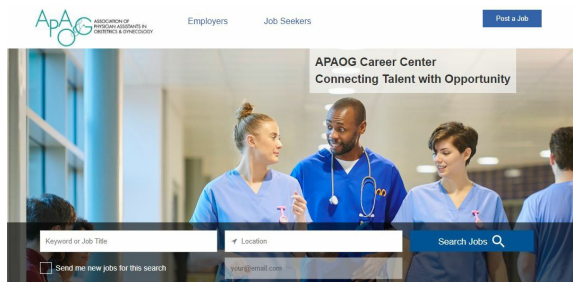 APAOG
ASSOCIATION OF
PHYSICIAN ASSISTANTS IN
OBSTETRICS & GYNECOLOGY
Employers
Job Seekers
Post a Job
APAOG Career Center
Connecting Talent with Opportunity
Keyword or Job Title
Location
Search Jobs
Send me new jobs for this search
your@email.com